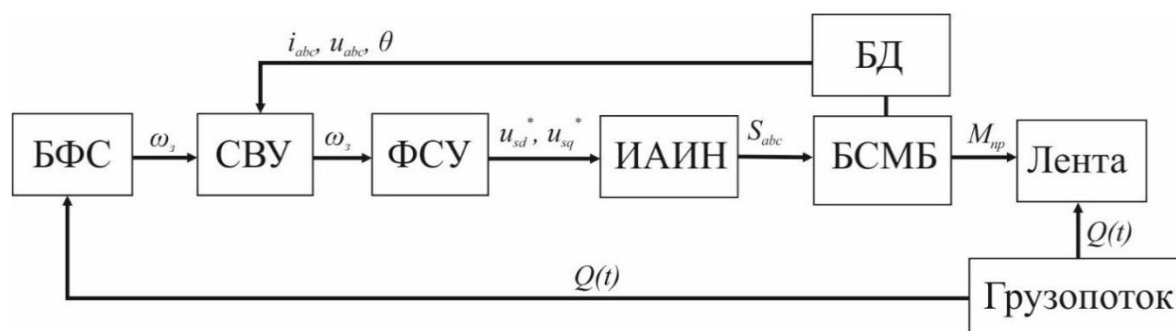 i_abc, u_abc, θ
БД
БФС
ω_з
СВУ
ω_з
ФСУ
u_sd*, u_sq*
ИАИН
S_abc
БСМБ
M_пр
Лента
Q(t)
Q(t)
Грузопоток